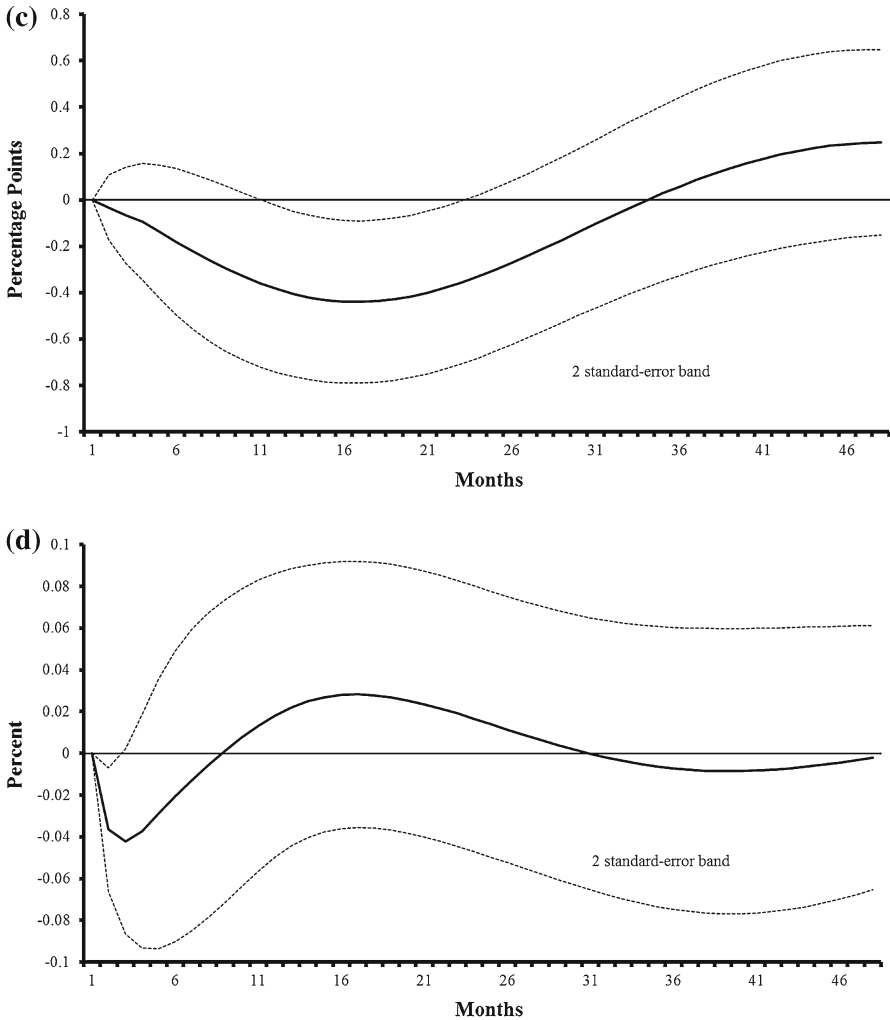 (c)
0.8
0.6
0.4
0.2
0
-0.2
-0.4
-0.6
-0.8
-1
Percentage Points
2 standard-error band
1 6 11 16 21 26 31 36 41 46
Months
(d)
0.1
0.08
0.06
0.04
0.02
0
-0.02
-0.04
-0.06
-0.08
-0.1
Percent
2 standard-error band
1 6 11 16 21 26 31 36 41 46
Months